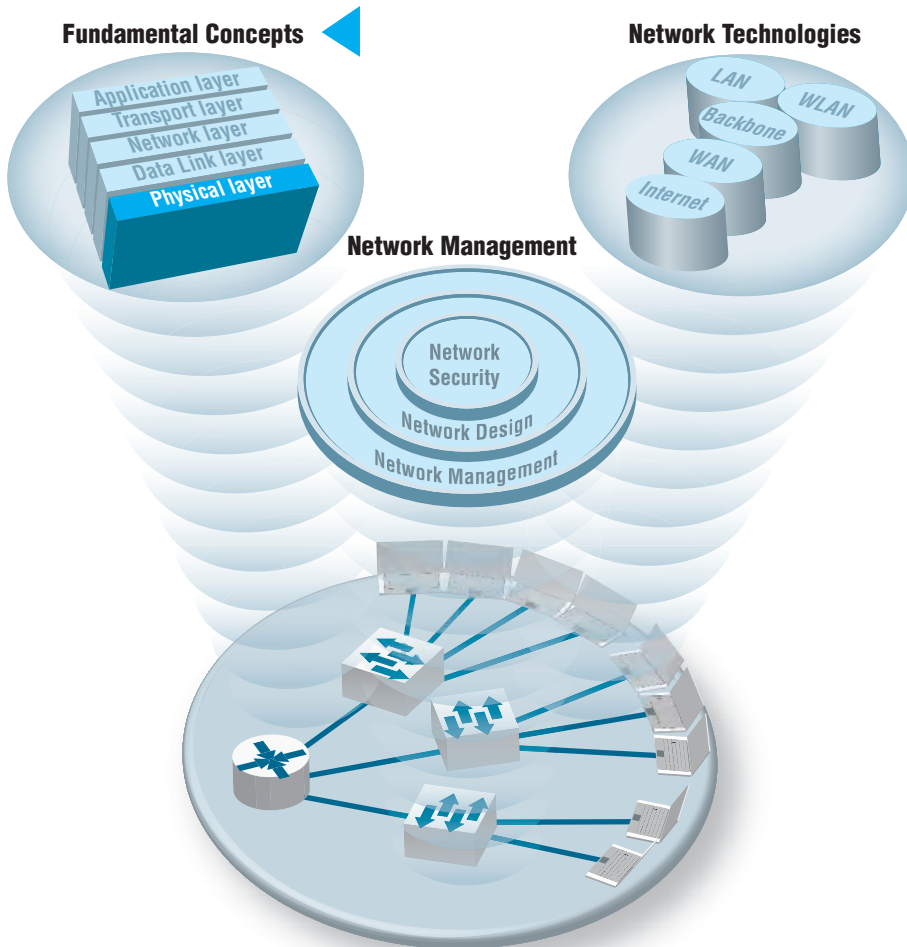 Fundamental Concepts
Application layer
Transport layer
Network layer
Data Link layer
Physical layer
Network Technologies
LAN
WLAN
Backbone
WAN
Internet
Network Management
Network
Security
Network Design
Network Management